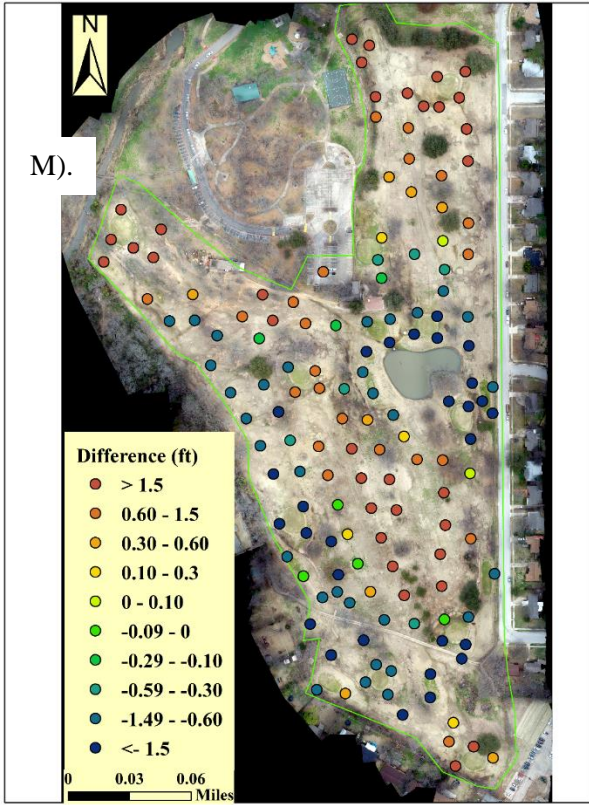 N
M).
Difference (ft)
> 1.5
0.60 - 1.5
0.30 - 0.60
0.10 - 0.3
0 - 0.10
-0.09 - 0
-0.29 - -0.10
-0.59 - -0.30
-1.49 - -0.60
<- 1.5
0 0.03 0.06
Miles